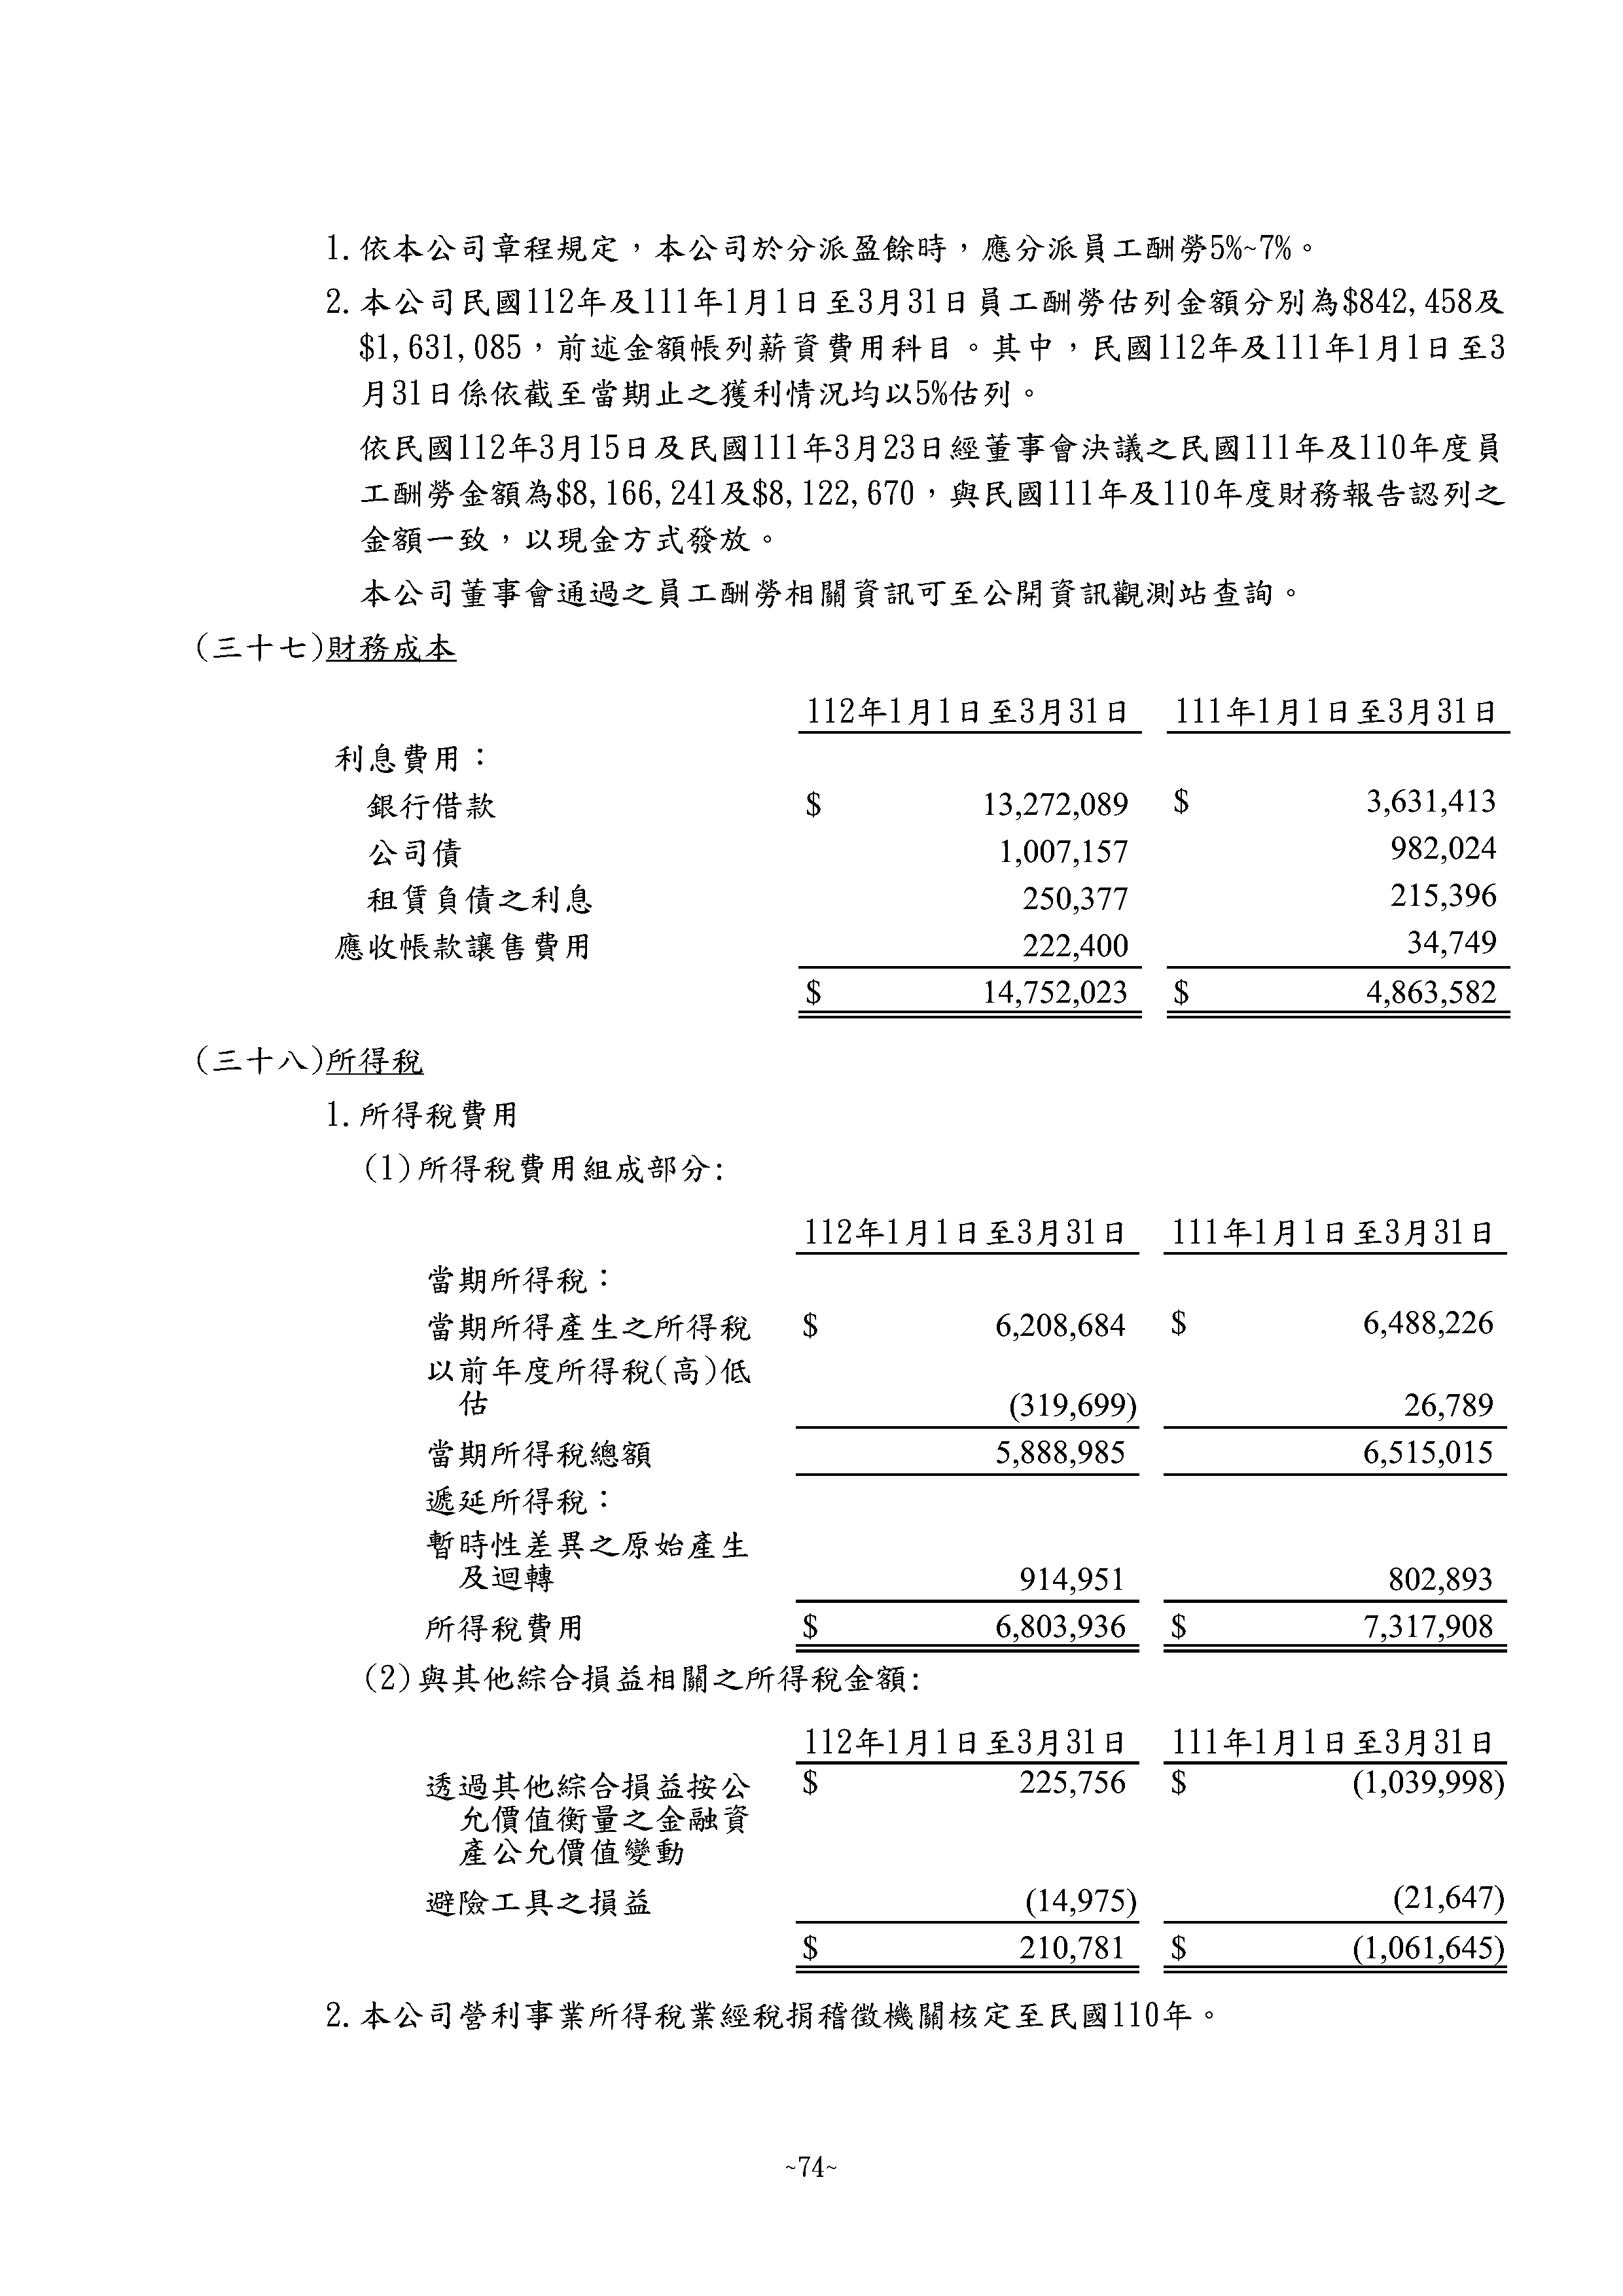 1.依本公司章程規定，本公司於分派盈餘時，應分派員工酬勞5%~7%。
2.本公司民國112年及111年1月1日至3月31日員工酬勞估列金額分別為$842,458及
$1,631,085，前述金額帳列薪資費用科目。其中，民國112年及111年1月1日至3
月31日係依截至當期止之獲利情況均以5%估列。
依民國112年3月15日及民國111年3月23日經董事會決議之民國111年及110年度員
工酬勞金額為$8,166,241及$8,122,670，與民國111年及110年度財務報告認列之
金額一致，以現金方式發放。
本公司董事會通過之員工酬勞相關資訊可至公開資訊觀測站查詢。
(三十七)財務成本
112年1月1日至3月31日 111年1月1日至3月31日
利息費用：
銀行借款 $ 13,272,089 $ 3,631,413
公司債 1,007,157 982,024
租賃負債之利息 250,377 215,396
應收帳款讓售費用 222,400 34,749
$ 14,752,023 $ 4,863,582
(三十八)所得稅
1.所得稅費用
(1)所得稅費用組成部分:
112年1月1日至3月31日 111年1月1日至3月31日
當期所得稅：
當期所得產生之所得稅 $ 6,208,684 $ 6,488,226
以前年度所得稅(高)低
估 (319,699) 26,789
當期所得稅總額 5,888,985 6,515,015
遞延所得稅：
暫時性差異之原始產生
及迴轉 914,951 802,893
所得稅費用 $ 6,803,936 $ 7,317,908
(2)與其他綜合損益相關之所得稅金額:
112年1月1日至3月31日 111年1月1日至3月31日
透過其他綜合損益按公 $ 225,756 $ (1,039,998)
允價值衡量之金融資
產公允價值變動
避險工具之損益 (14,975) (21,647)
$ 210,781 $ (1,061,645)
2.本公司營利事業所得稅業經稅捐稽徵機關核定至民國110年。
~74~